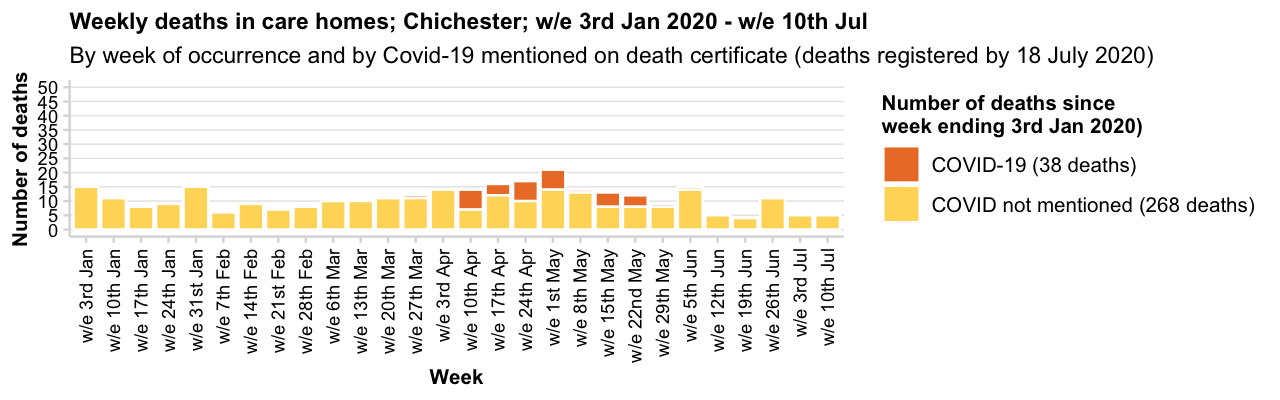 Weekly deaths in care homes; Chichester; w/e 3rd Jan 2020 - w/e 10th Jul
By week of occurrence and by Covid-19 mentioned on death certificate (deaths registered by 18 July 2020)
Number of deaths
50
45
40
35
30
25
20
15
10
5
0
w/e 3rd Jan
w/e 10th Jan
w/e 17th Jan
w/e 24th Jan
w/e 31st Jan
w/e 7th Feb
w/e 14th Feb
w/e 21st Feb
w/e 28th Feb
w/e 6th Mar
w/e 13th Mar
w/e 20th Mar
w/e 27th Mar
w/e 3rd Apr
w/e 10th Apr
w/e 17th Apr
w/e 24th Apr
w/e 1st May
w/e 8th May
w/e 15th May
w/e 22nd May
w/e 29th May
w/e 5th Jun
w/e 12th Jun
w/e 19th Jun
w/e 26th Jun
w/e 3rd Jul
w/e 10th Jul
Week
Number of deaths since
week ending 3rd Jan 2020)
COVID-19 (38 deaths)
COVID not mentioned (268 deaths)